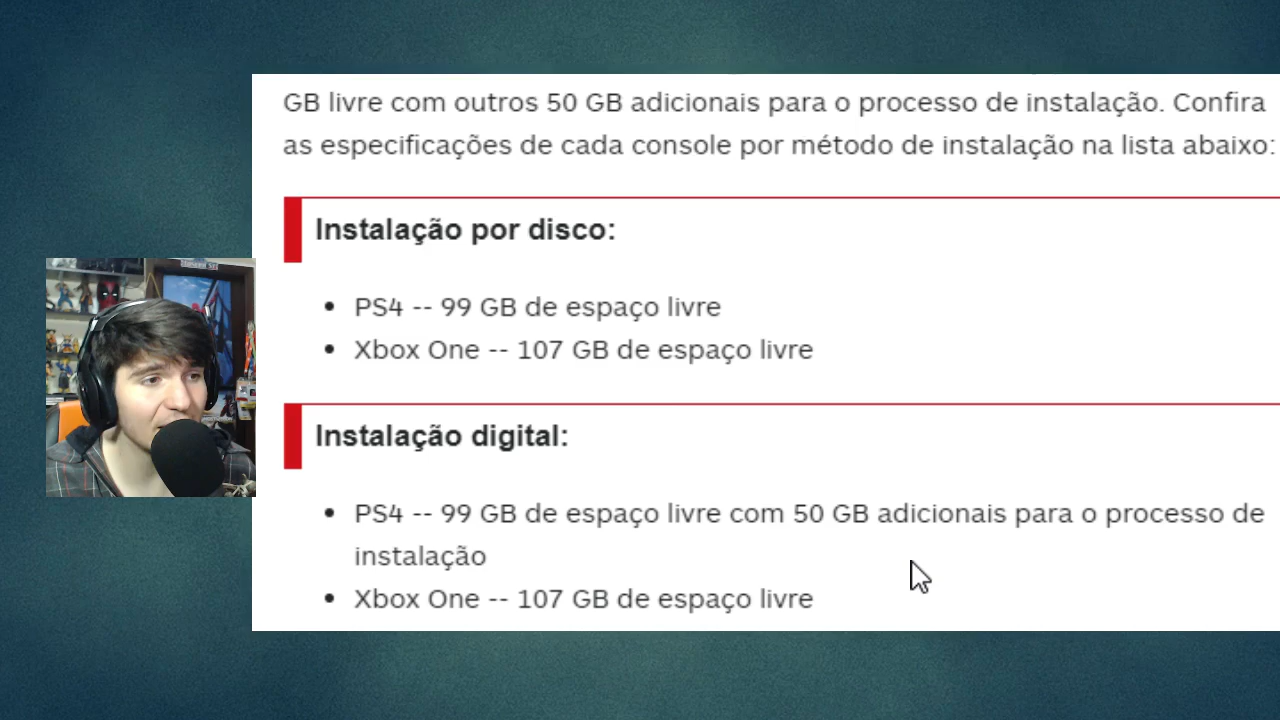 GB livre com outros 50 GB adicionais para o processo de instalação. Confira
as especificações de cada console por método de instalação na lista abaixo:
Instalação por disco:
PS4 -- 99 GB de espaço livre
Xbox One -- 107 GB de espaço livre
Instalação digital:
PS4 -- 99 GB de espaço livre com 50 GB adicionais para o processo de
instalação
Xbox One -- 107 GB de espaço livre